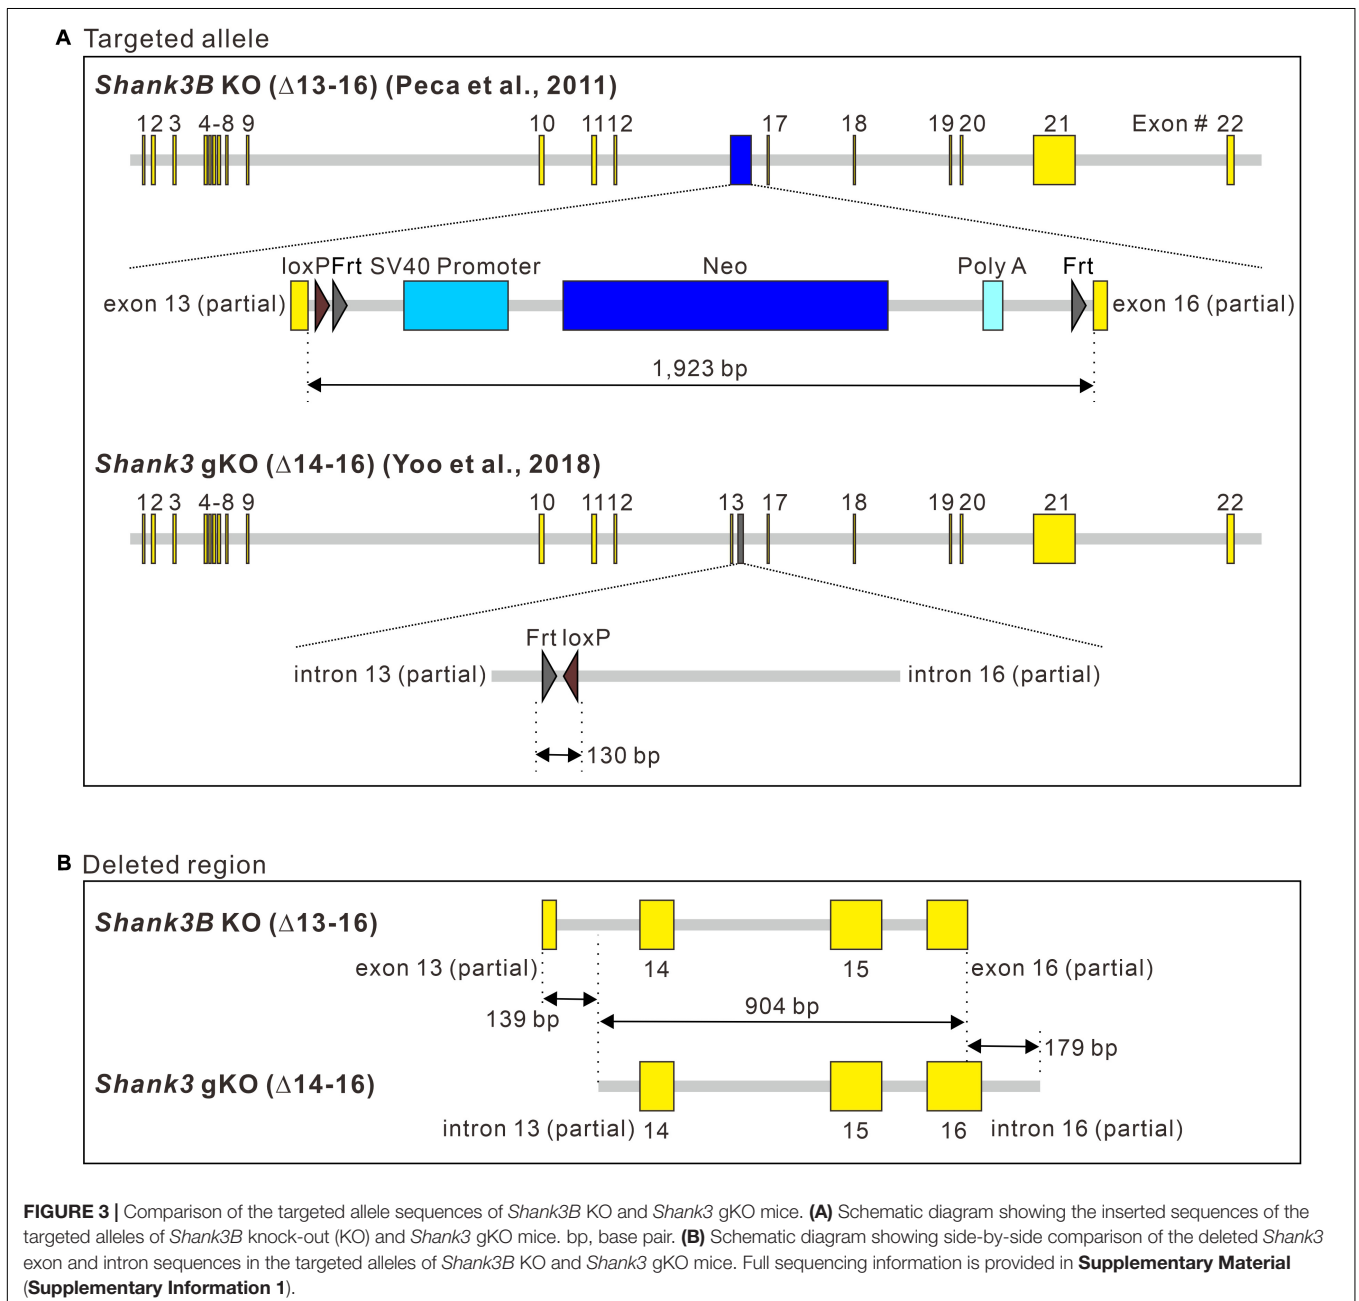 A Targeted allele
Shank3B KO (Δ13-16) (Peca et al., 2011)
12 3 4-8 9 10 11 12 17 18 19 20 21 Exon # 22
loxP Frt SV40 Promoter Neo Poly A Frt
exon 13 (partial) exon 16 (partial)
1,923 bp
Shank3 gKO (Δ14-16) (Yoo et al., 2018)
12 3 4-8 9 10 11 12 13 17 18 19 20 21 22
Frt loxP
intron 13 (partial) intron 16 (partial)
130 bp
B Deleted region
Shank3B KO (Δ13-16)
exon 13 (partial) 14 15 exon 16 (partial)
904 bp
139 bp
179 bp
Shank3 gKO (Δ14-16)
intron 13 (partial) 14 15 16 intron 16 (partial)
FIGURE 3 | Comparison of the targeted allele sequences of Shank3B KO and Shank3 gKO mice. (A) Schematic diagram showing the inserted sequences of the
targeted alleles of Shank3B knock-out (KO) and Shank3 gKO mice. bp, base pair. (B) Schematic diagram showing side-by-side comparison of the deleted Shank3
exon and intron sequences in the targeted alleles of Shank3B KO and Shank3 gKO mice. Full sequencing information is provided in Supplementary Material
(Supplementary Information 1).